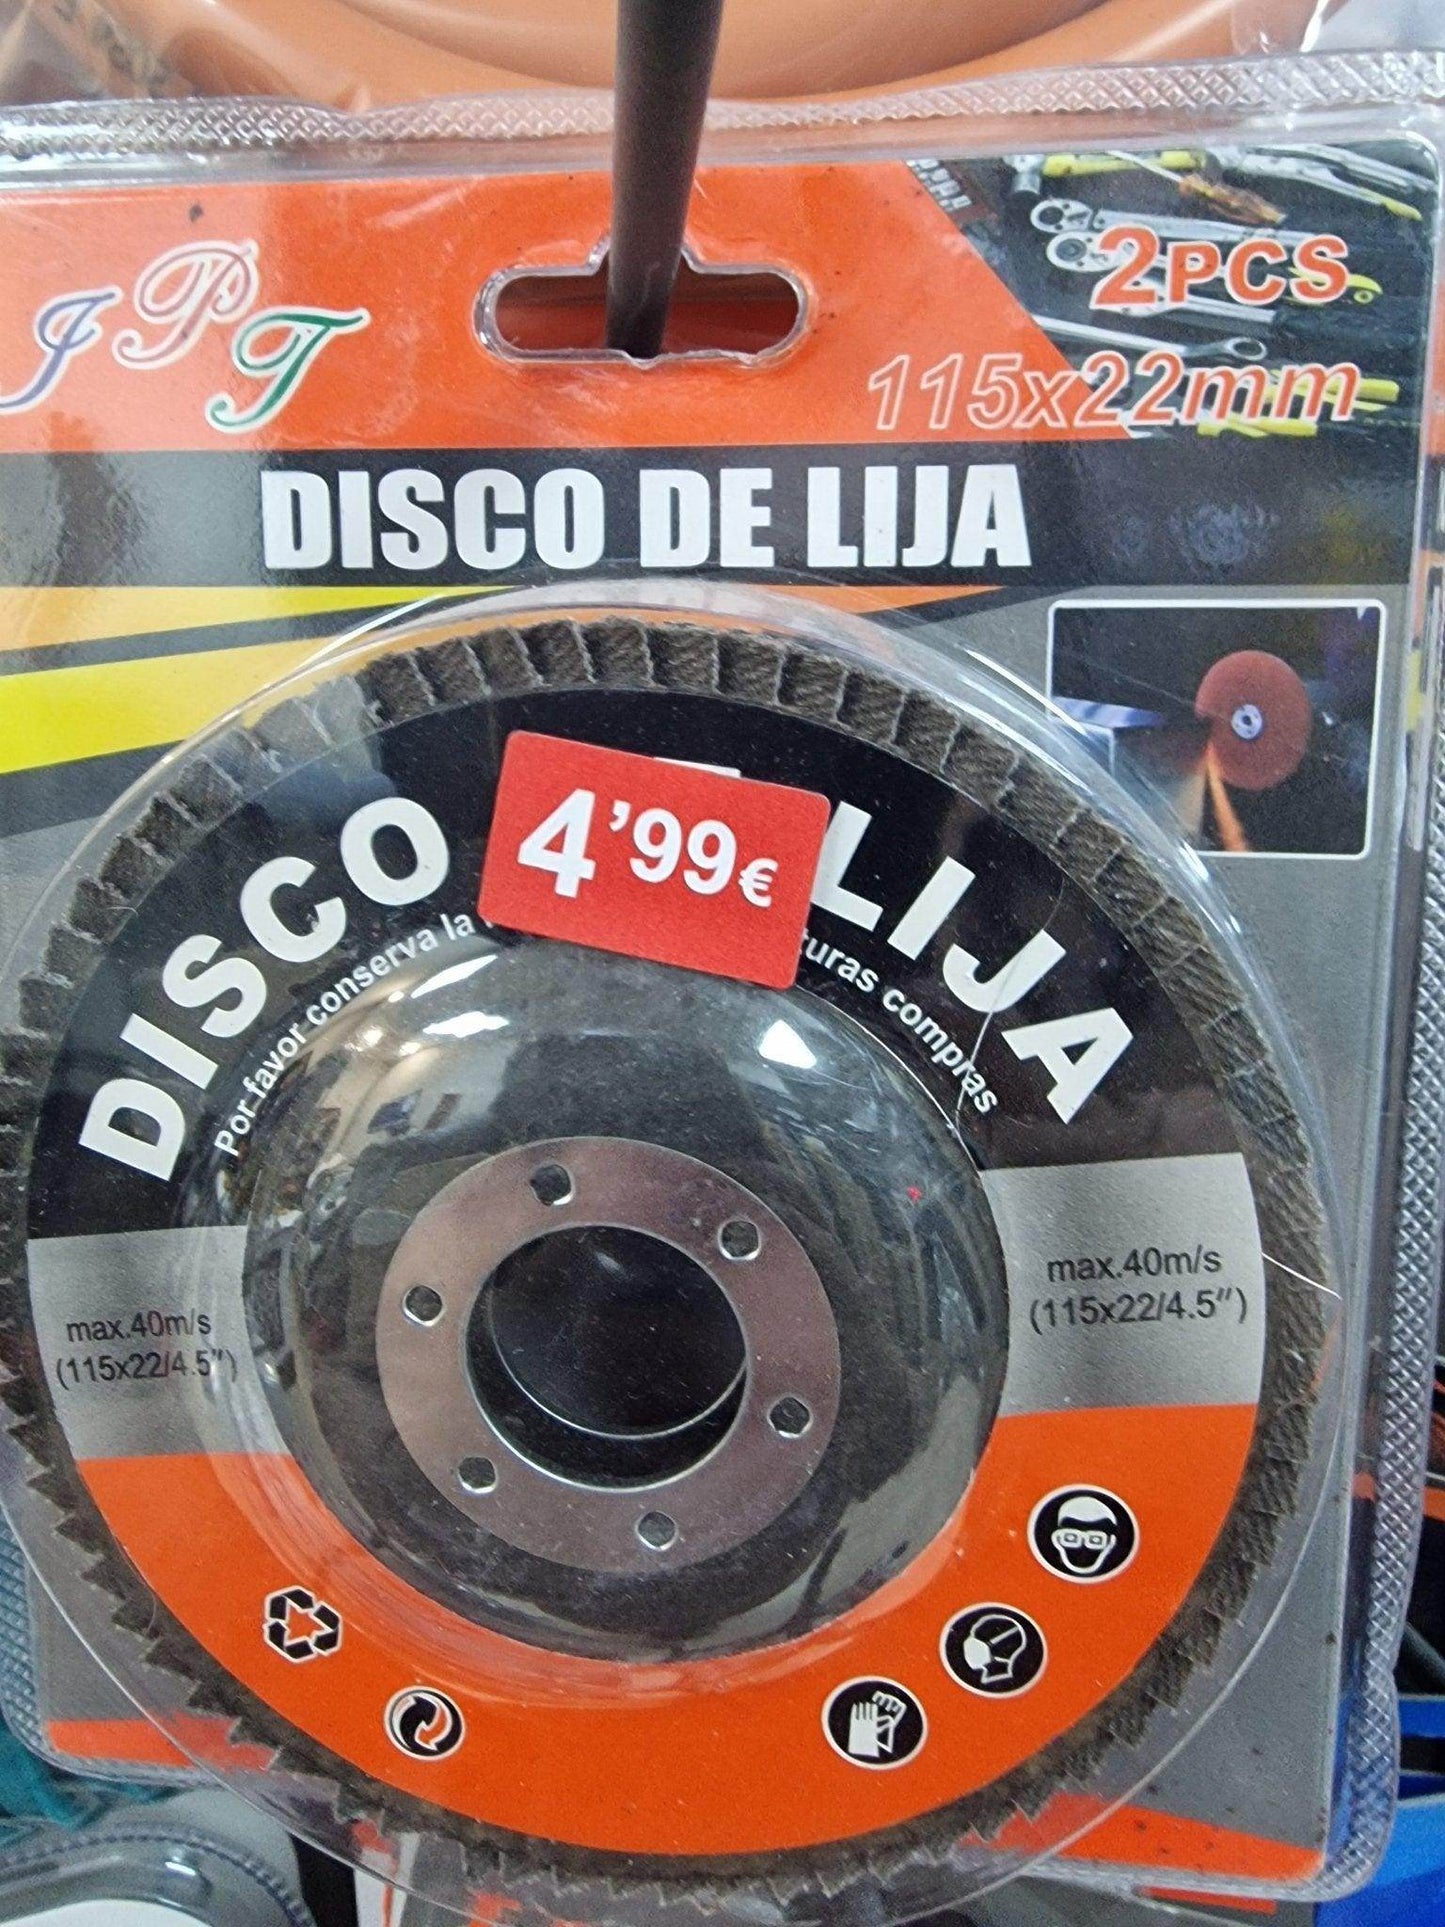 JPT
2PCS
115x22mm
DISCO DE LIJA
4'99€
DISCO LIJA
Por favor conserva la turas compras
max.40m/s
(115x22/4.5")
max.40m/s
(115x22/4.5")